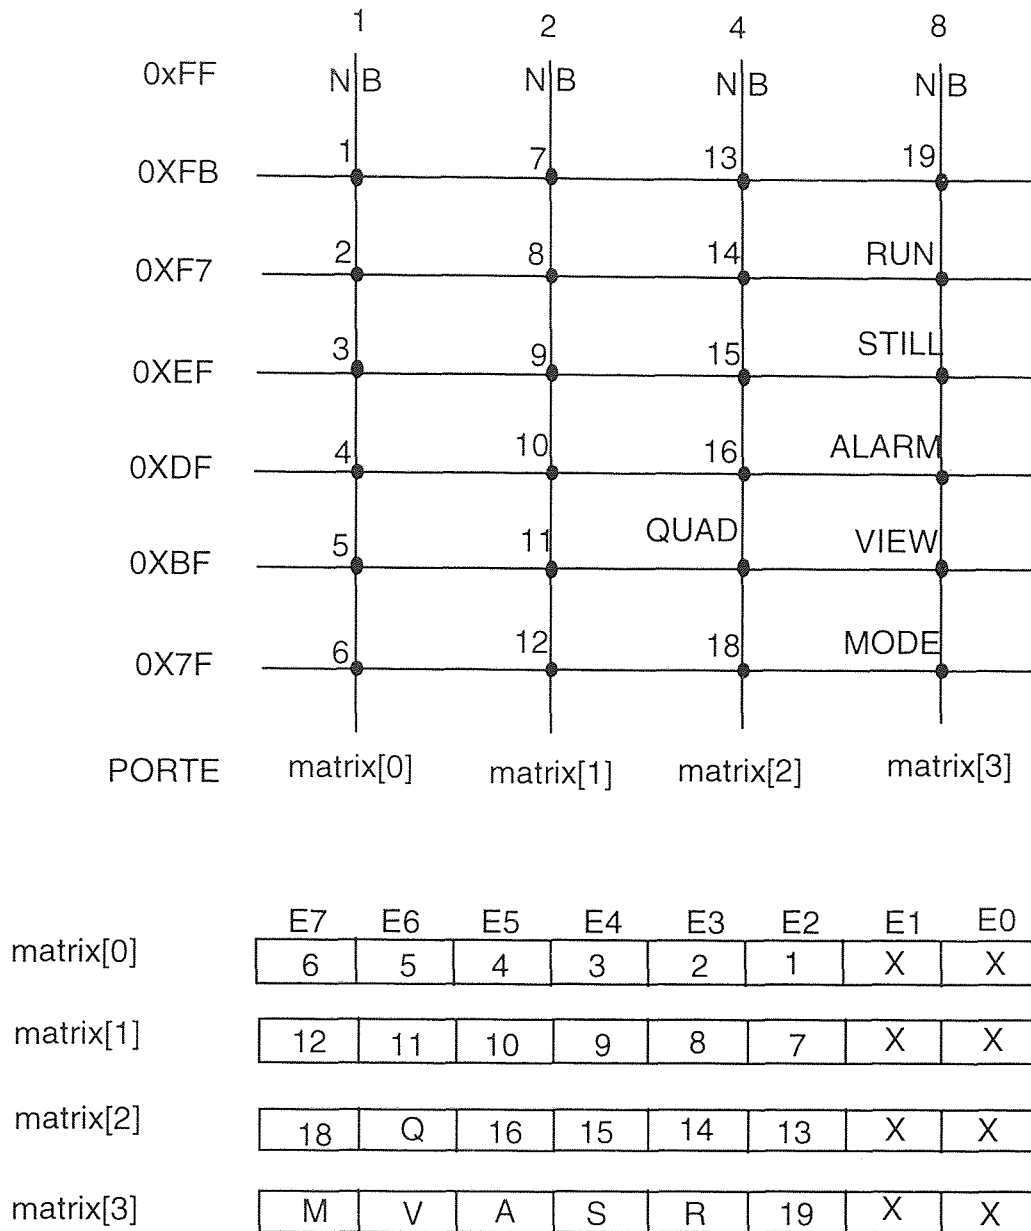 1 2 4 8
0xFF N B N B N B N B
0XFB 1 7 13 19
0XF7 2 8 14 RUN
0XEF 3 9 15 STILL
0XDF 4 10 16 ALARM
0XBF 5 11 QUAD VIEW
0X7F 6 12 18 MODE
PORTE matrix[0] matrix[1] matrix[2] matrix[3]
E7 E6 E5 E4 E3 E2 E1 E0
matrix[0] 6 5 4 3 2 1 X X
matrix[1] 12 11 10 9 8 7 X X
matrix[2] 18 Q 16 15 14 13 X X
matrix[3] M V A S R 19 X X